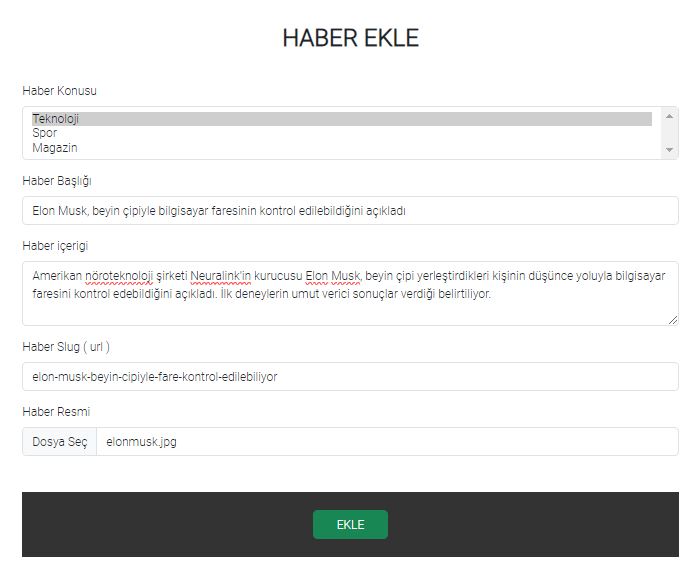 HABER EKLE
Haber Konusu
Teknoloji
Spor
Magazin
Haber Başlığı
Elon Musk, beyin çipiyle bilgisayar faresinin kontrol edilebildiğini açıkladı
Haber içerigi
Amerikan nöroteknoloji şirketi Neuralink'in kurucusu Elon Musk, beyin çipi yerleştirdikleri kişinin düşünce yoluyla bilgisayar
faresini kontrol edebildiğini açıkladı. İlk deneylerin umut verici sonuçlar verdiği belirtiliyor.
Haber Slug ( url )
elon-musk-beyin-cipiyle-fare-kontrol-edilebiliyor
Haber Resmi
Dosya Seç elonmusk.jpg
EKLE